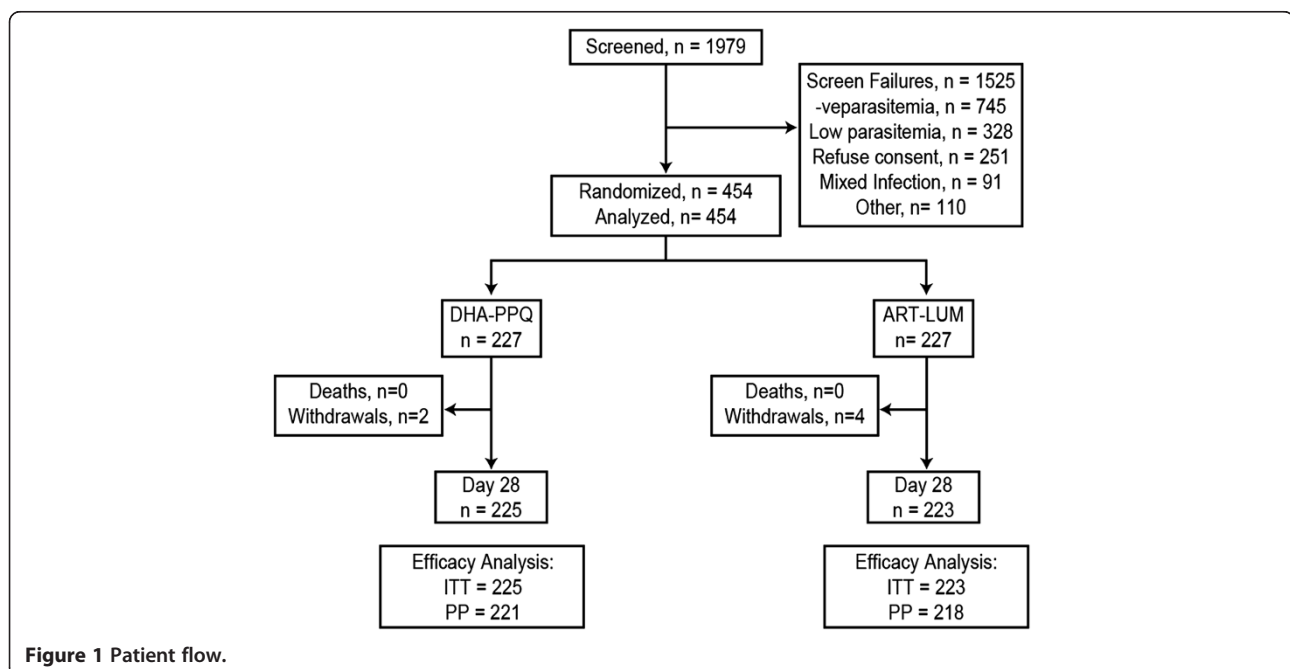 Screened, n = 1979
Screen Failures, n = 1525
-veparasitemia, n = 745
Low parasitemia, n = 328
Refuse consent, n = 251
Mixed Infection, n = 91
Other, n= 110
Randomized, n = 454
Analyzed, n= 454
DHA-PPQ
n = 227
ART-LUM
n= 227
Deaths, n=0
Withdrawals, n=2
Deaths, n=0
Withdrawals, n=4
Day 28
n = 225
Day 28
n = 223
Efficacy Analysis:
ITT = 225
PP = 221
Efficacy Analysis:
ITT = 223
PP = 218
Figure 1 Patient flow.